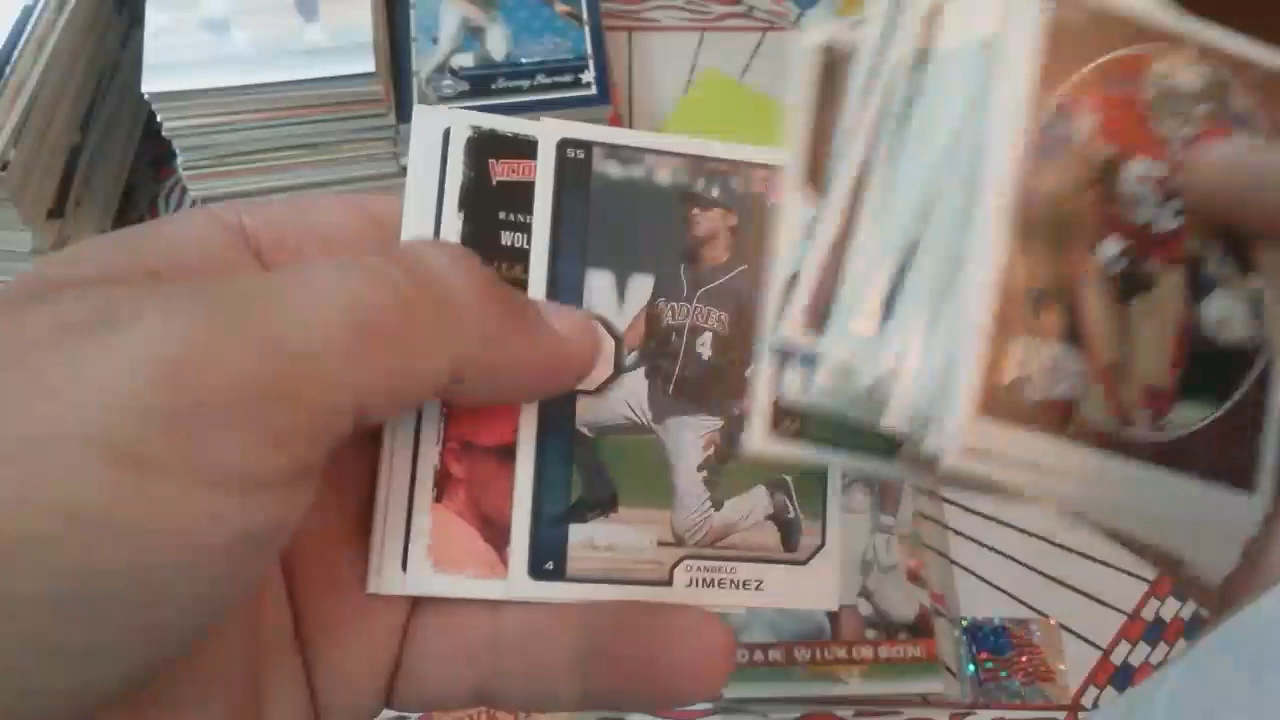 SS
VICTO
RAND
WOL
PADRES
4
4
D'ANGELO
JIMENEZ
DAN WILKINSON